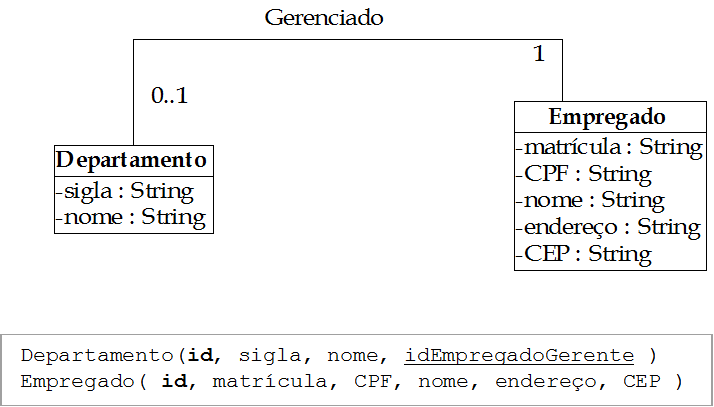 Gerenciado
1
0..1
Empregado
-matrícula : String
-CPF : String
-nome : String
-endereço : String
-CEP : String
Departamento
-sigla : String
-nome : String
Departamento(id, sigla, nome, idEmpregadoGerente )
Empregado( id, matrícula, CPF, nome, endereço, CEP )